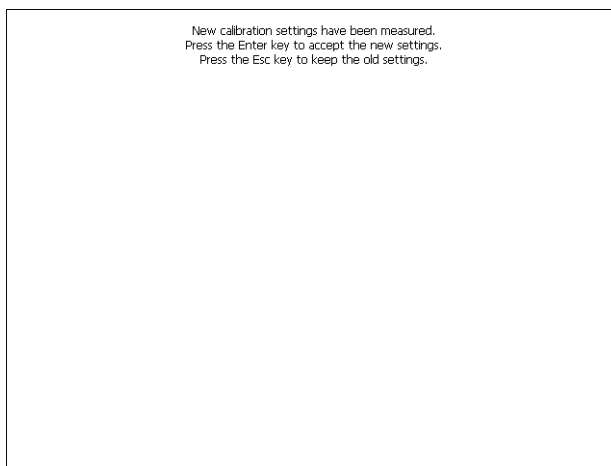 New calibration settings have been measured.
Press the Enter key to accept the new settings.
Press the Esc key to keep the old settings.